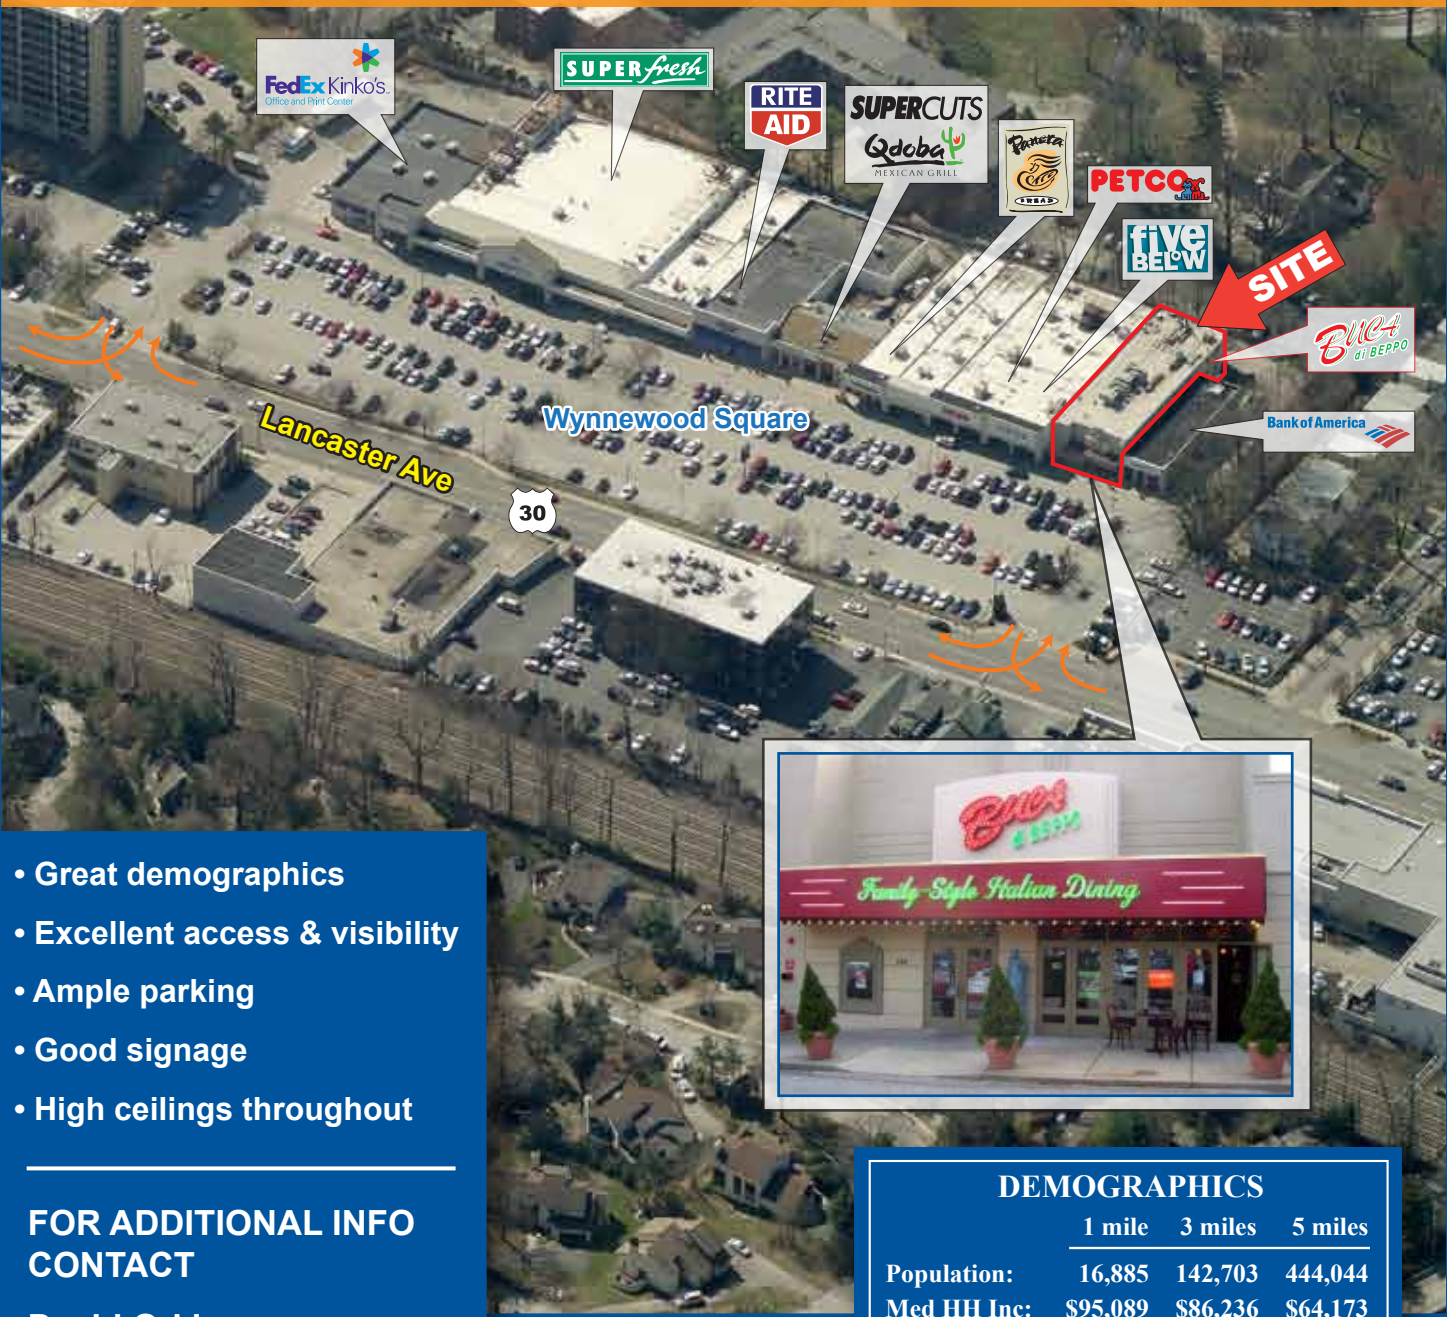 FedEx Kinko's
Office and Print Center
SUPER fresh
RITE
AID
SUPERCUTS
Qdoba
MEXICAN GRILL
Panera
BREAD
PETCO
five
BELOW
SITE
BUCA
di BEPPO
Bank of America
Wynnewood Square
Lancaster Ave
30
BUCA
di BEPPO
Family-Style Italian Dining
• Great demographics
• Excellent access & visibility
• Ample parking
• Good signage
• High ceilings throughout
FOR ADDITIONAL INFO
CONTACT
DEMOGRAPHICS
1 mile 3 miles 5 miles
Population: 16,885 142,703 444,044
Med HH Inc: $95,089 $86,236 $64,173